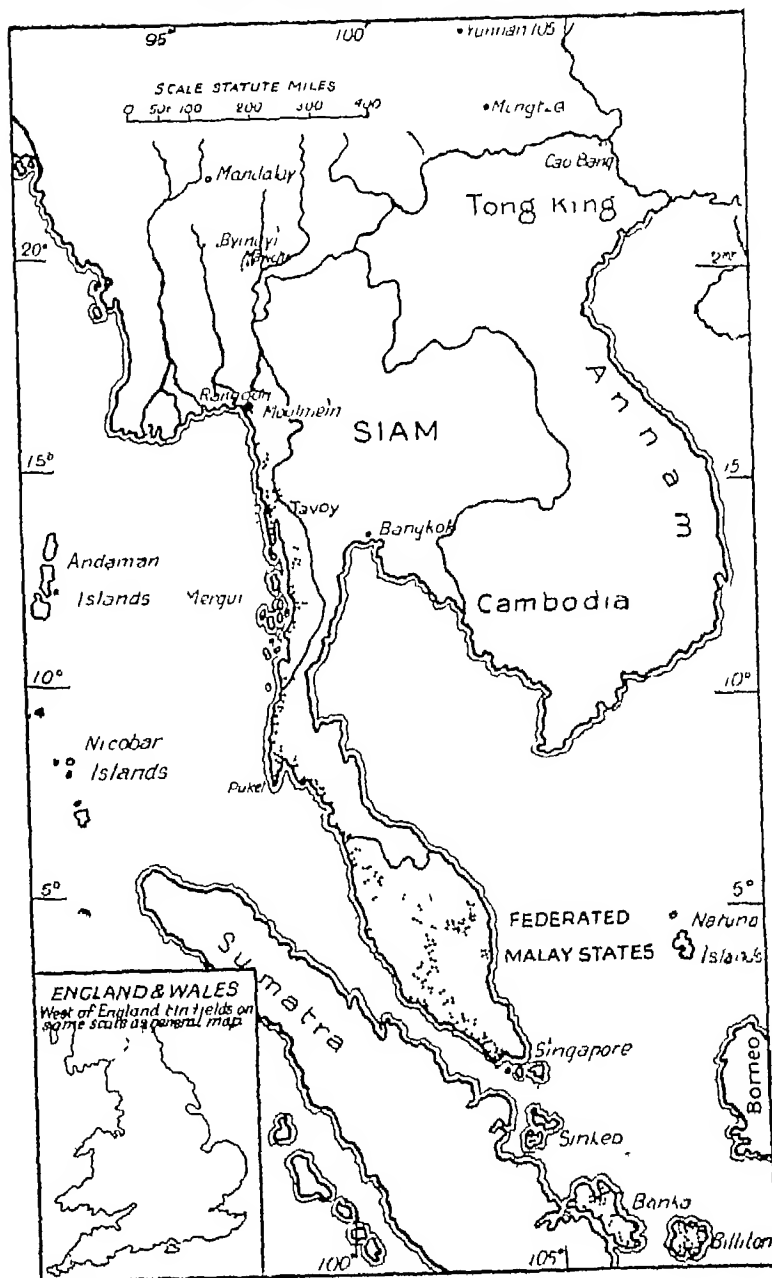 95°
100°
Yunnan
SCALE STATUTE MILES
0 50 100 200 300 400
Cao Bang
Mandalay
Tong King
Byingyi
20°
Annam
Rangoon
Moulmein
SIAM
15°
15
Tavoy
Bangkok
Andaman
Islands
Mergui
Cambodia
10°
10°
Nicobar
Islands
Puket
5°
5°
FEDERATED
MALAY STATES
Natuna
Islands
Sumatra
ENGLAND & WALES
West of England tin fields on
same scale as general map
Singapore
Borneo
Sinkep
Banka
Billiton
100°
105°